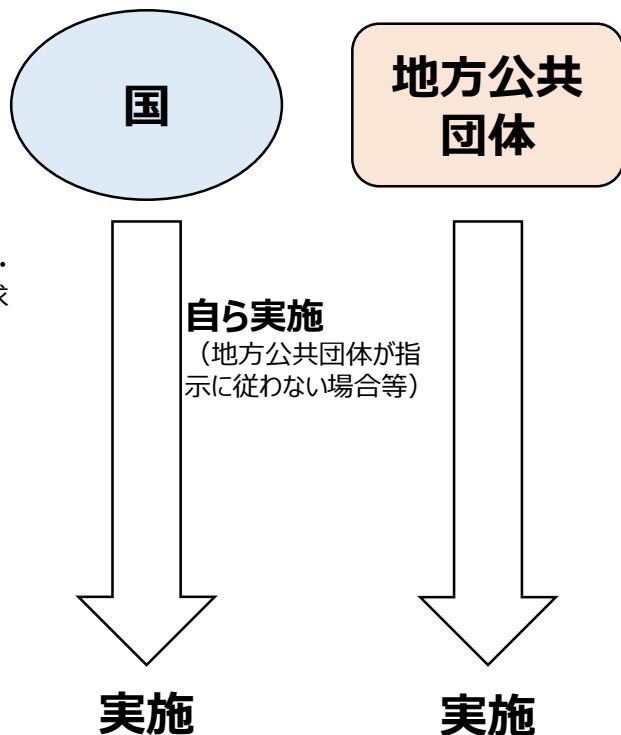 国
地方公共
団体
・
求
自ら実施
（地方公共団体が指
示に従わない場合等）
実施
実施